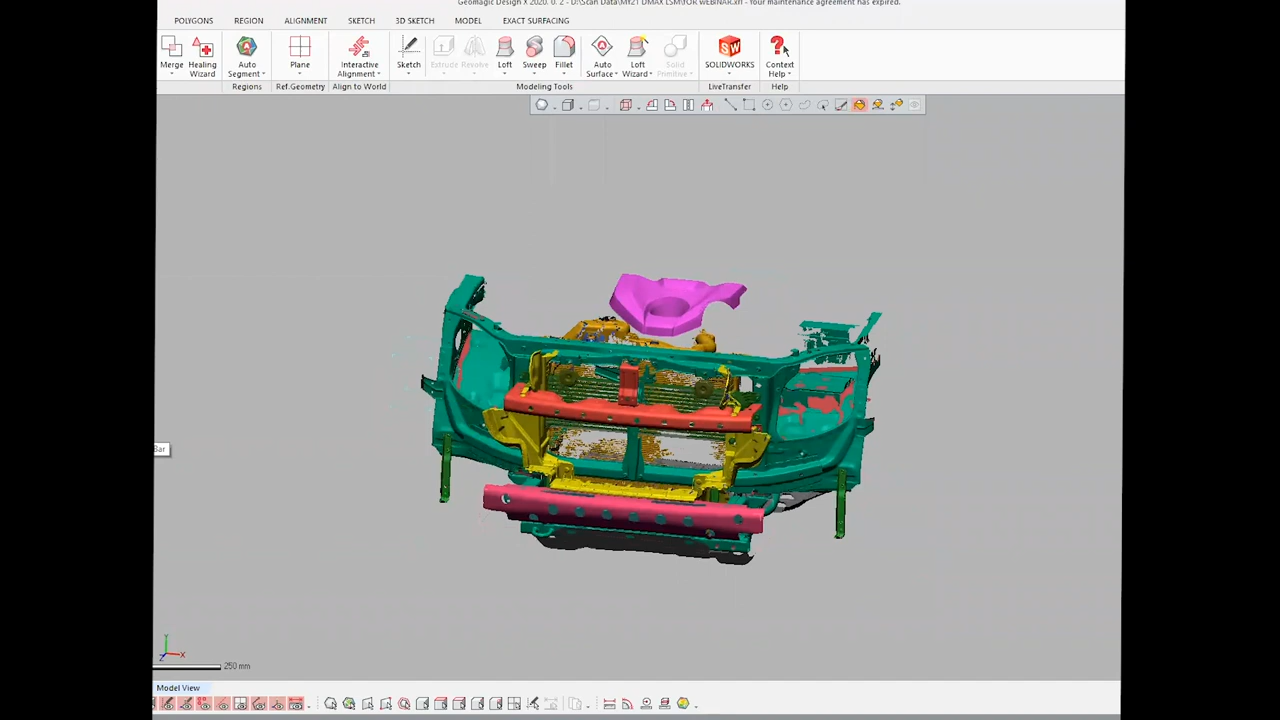 Geomagic Design X 2020. 0. 2 - D:\Scan Data\MY21 DMAX LSM\FOR WEBINAR.xrl - Your maintenance agreement has expired.
POLYGONS REGION ALIGNMENT SKETCH 3D SKETCH MODEL EXACT SURFACING
Merge Healing Wizard Auto Segment Plane Interactive Alignment Sketch Extrude Revolve Loft Sweep Fillet Auto Surface Loft Wizard Solid Primitive SOLIDWORKS Context Help
Regions Ref.Geometry Align to World Modeling Tools LiveTransfer Help
Bar
Y
Z X
250 mm
Model View